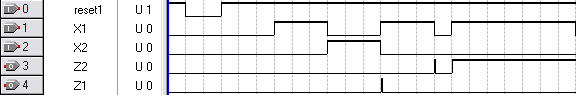 0 reset1 U 1
1 X1 U 0
2 X2 U 0
3 Z2 U 0
4 Z1 U 0